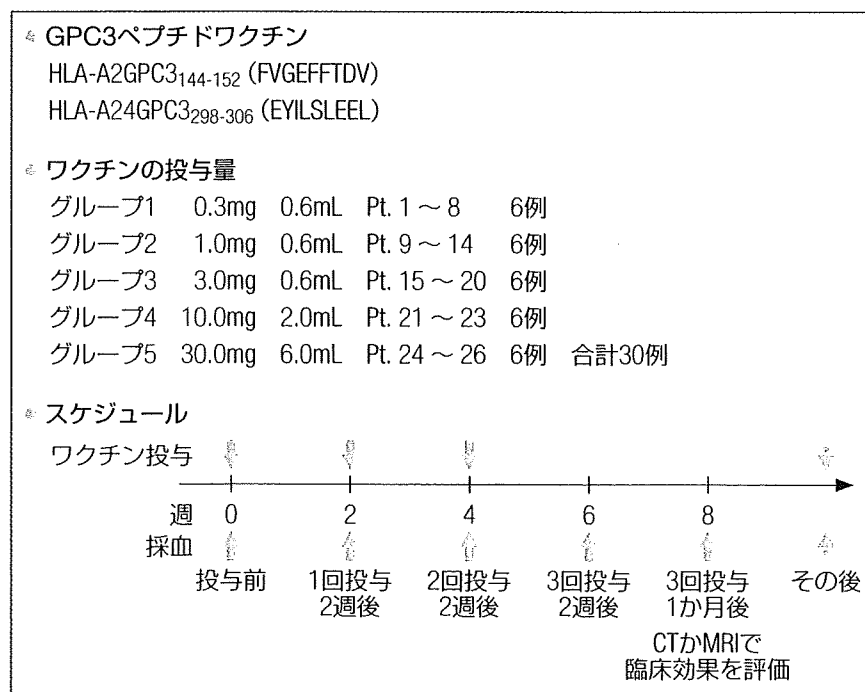 GPC3ペプチドワクチン
HLA-A2GPC3144-152 (FVGEFFTDV)
HLA-A24GPC3298-306 (EYILSLEEL)
ワクチンの投与量
グループ1 0.3mg 0.6mL Pt. 1 ~ 8 6例
グループ2 1.0mg 0.6mL Pt. 9 ~ 14 6例
グループ3 3.0mg 0.6mL Pt. 15 ~ 20 6例
グループ4 10.0mg 2.0mL Pt. 21 ~ 23 6例
グループ5 30.0mg 6.0mL Pt. 24 ~ 26 6例 合計30例
スケジュール
ワクチン投与
週 0 2 4 6 8
採血
投与前 1回投与 2回投与 3回投与 3回投与 その後
2週後 2週後 2週後 1か月後
CTかMRIで
臨床効果を評価